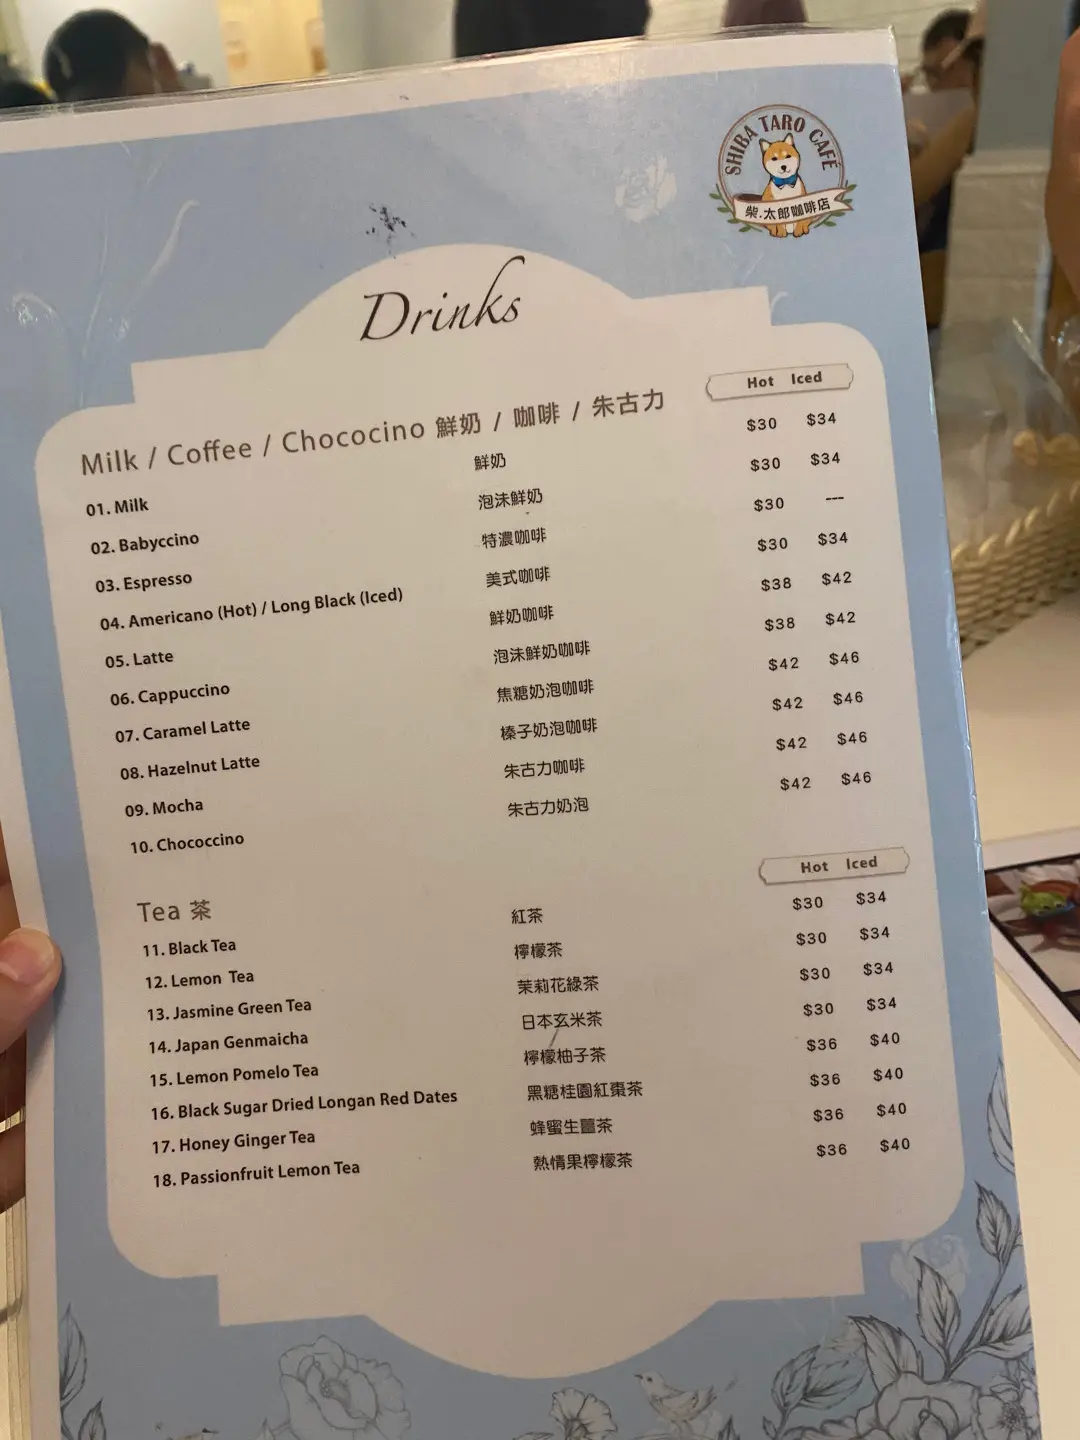 SHIBA TARO CAFÉ
柴.太郎咖啡店
Drinks
Hot Iced
Milk / Coffee / Chococino 鮮奶 / 咖啡 / 朱古力
01. Milk 鮮奶 $30 $34
02. Babyccino 泡沫鮮奶 $30 $34
03. Espresso 特濃咖啡 $30 ---
04. Americano (Hot) / Long Black (Iced) 美式咖啡 $30 $34
05. Latte 鮮奶咖啡 $38 $42
06. Cappuccino 泡沫鮮奶咖啡 $38 $42
07. Caramel Latte 焦糖奶泡咖啡 $42 $46
08. Hazelnut Latte 榛子奶泡咖啡 $42 $46
09. Mocha 朱古力咖啡 $42 $46
10. Chococcino 朱古力奶泡 $42 $46
Hot Iced
Tea 茶
11. Black Tea 紅茶 $30 $34
12. Lemon Tea 檸檬茶 $30 $34
13. Jasmine Green Tea 茉莉花綠茶 $30 $34
14. Japan Genmaicha 日本玄米茶 $30 $34
15. Lemon Pomelo Tea 檸檬柚子茶 $36 $40
16. Black Sugar Dried Longan Red Dates 黑糖桂圓紅棗茶 $36 $40
17. Honey Ginger Tea 蜂蜜生薑茶 $36 $40
18. Passionfruit Lemon Tea 熱情果檸檬茶 $36 $40